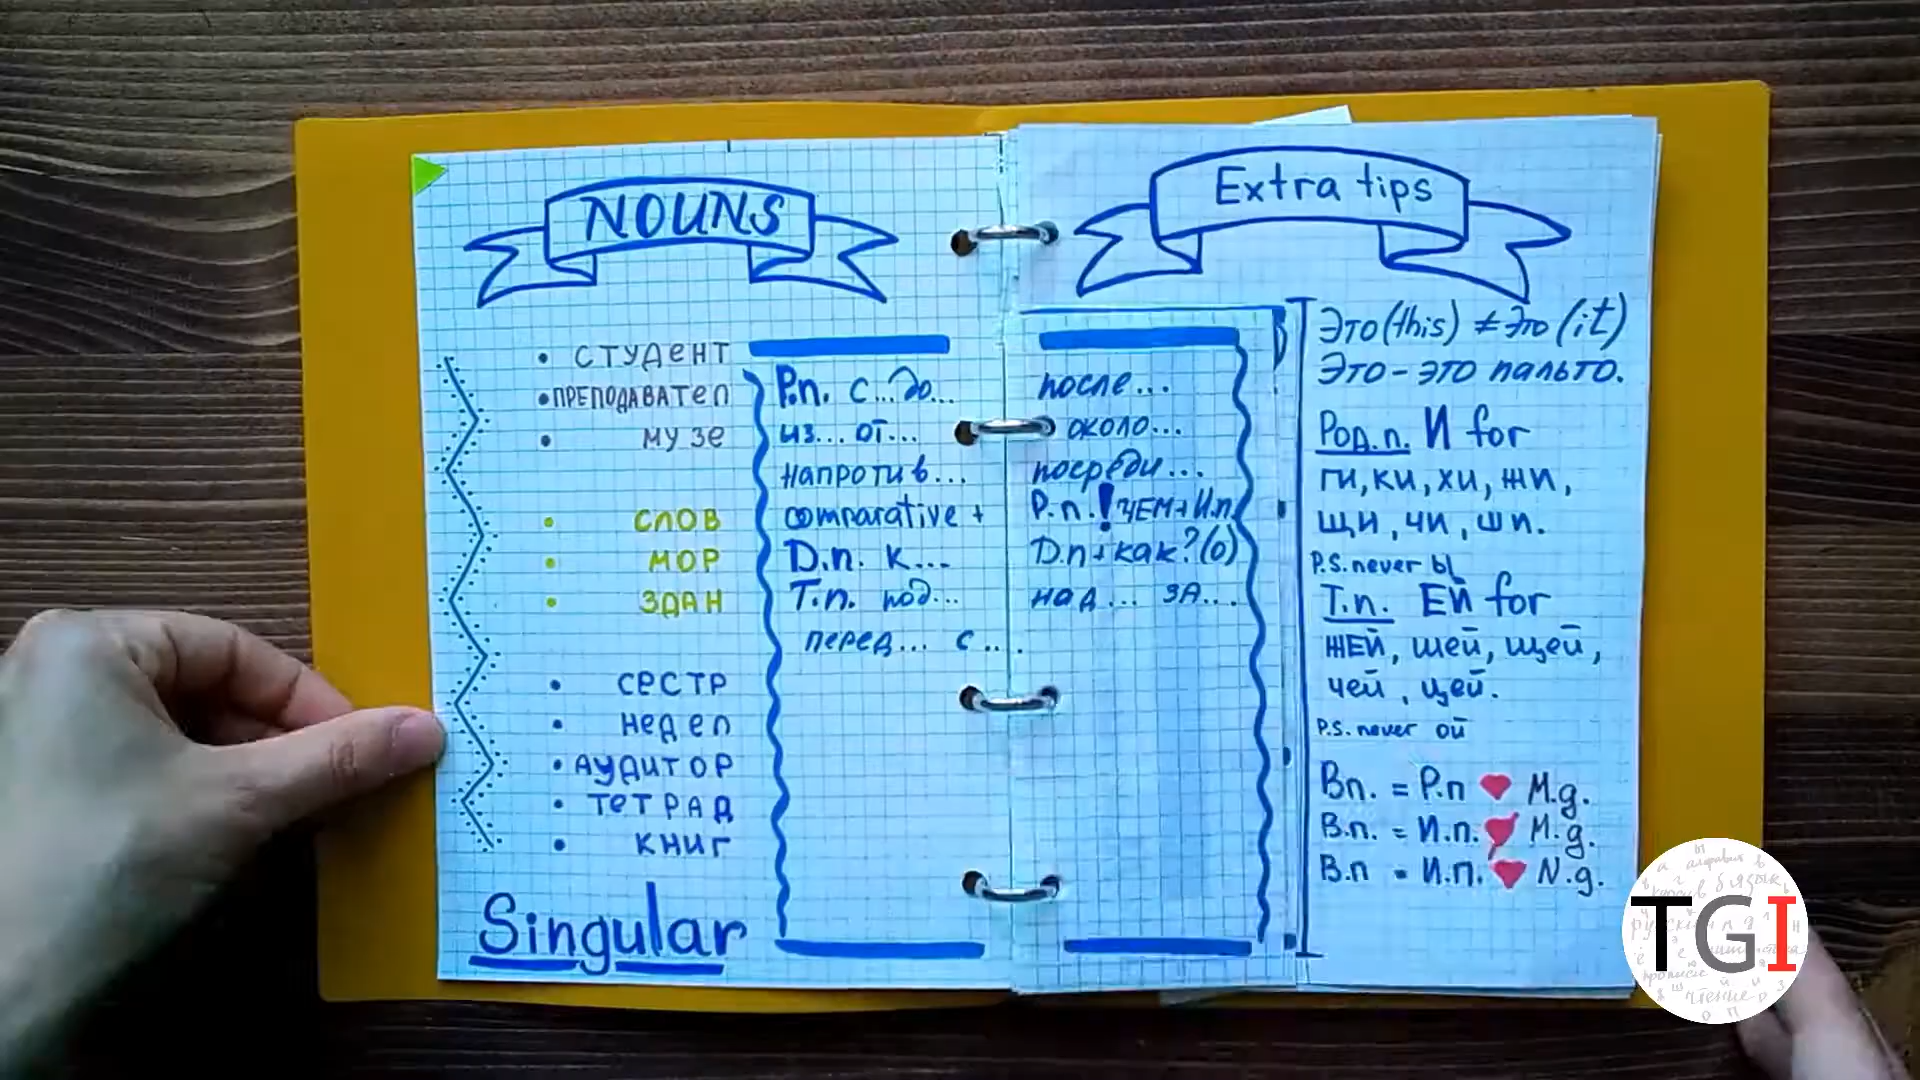 NOUNS
• СТУДЕНТ
• ПРЕПОДАВАТЕЛ
• МУЗЕ
• СЛОВ
• МОР
• ЗДАН
• СЕСТР
• НЕДЕЛ
• АУДИТОР
• ТЕТРАД
• КНИГ
Singular
Р.п. с...до...
из... от...
напротив...
comparative +
D.п. к...
Т.п. под...
перед... с...
после...
около...
посреди...
Р.п.! ЧЕМ+И.п.
D.п+как?(о)
над... за...
Extra tips
Это(this) ≠ это (it)
Это – это пальто.
Род.п. И for
ги, ки, хи, жи,
щи, чи, ши.
P.S. never ы
Т.п. ЕЙ for
ЖЕЙ, шей, щей,
чей, цей.
P.S. never ой
Вп. = Р.п M.g.
В.п. = И.п. M.g.
В.п = И.п. N.g.
TGI